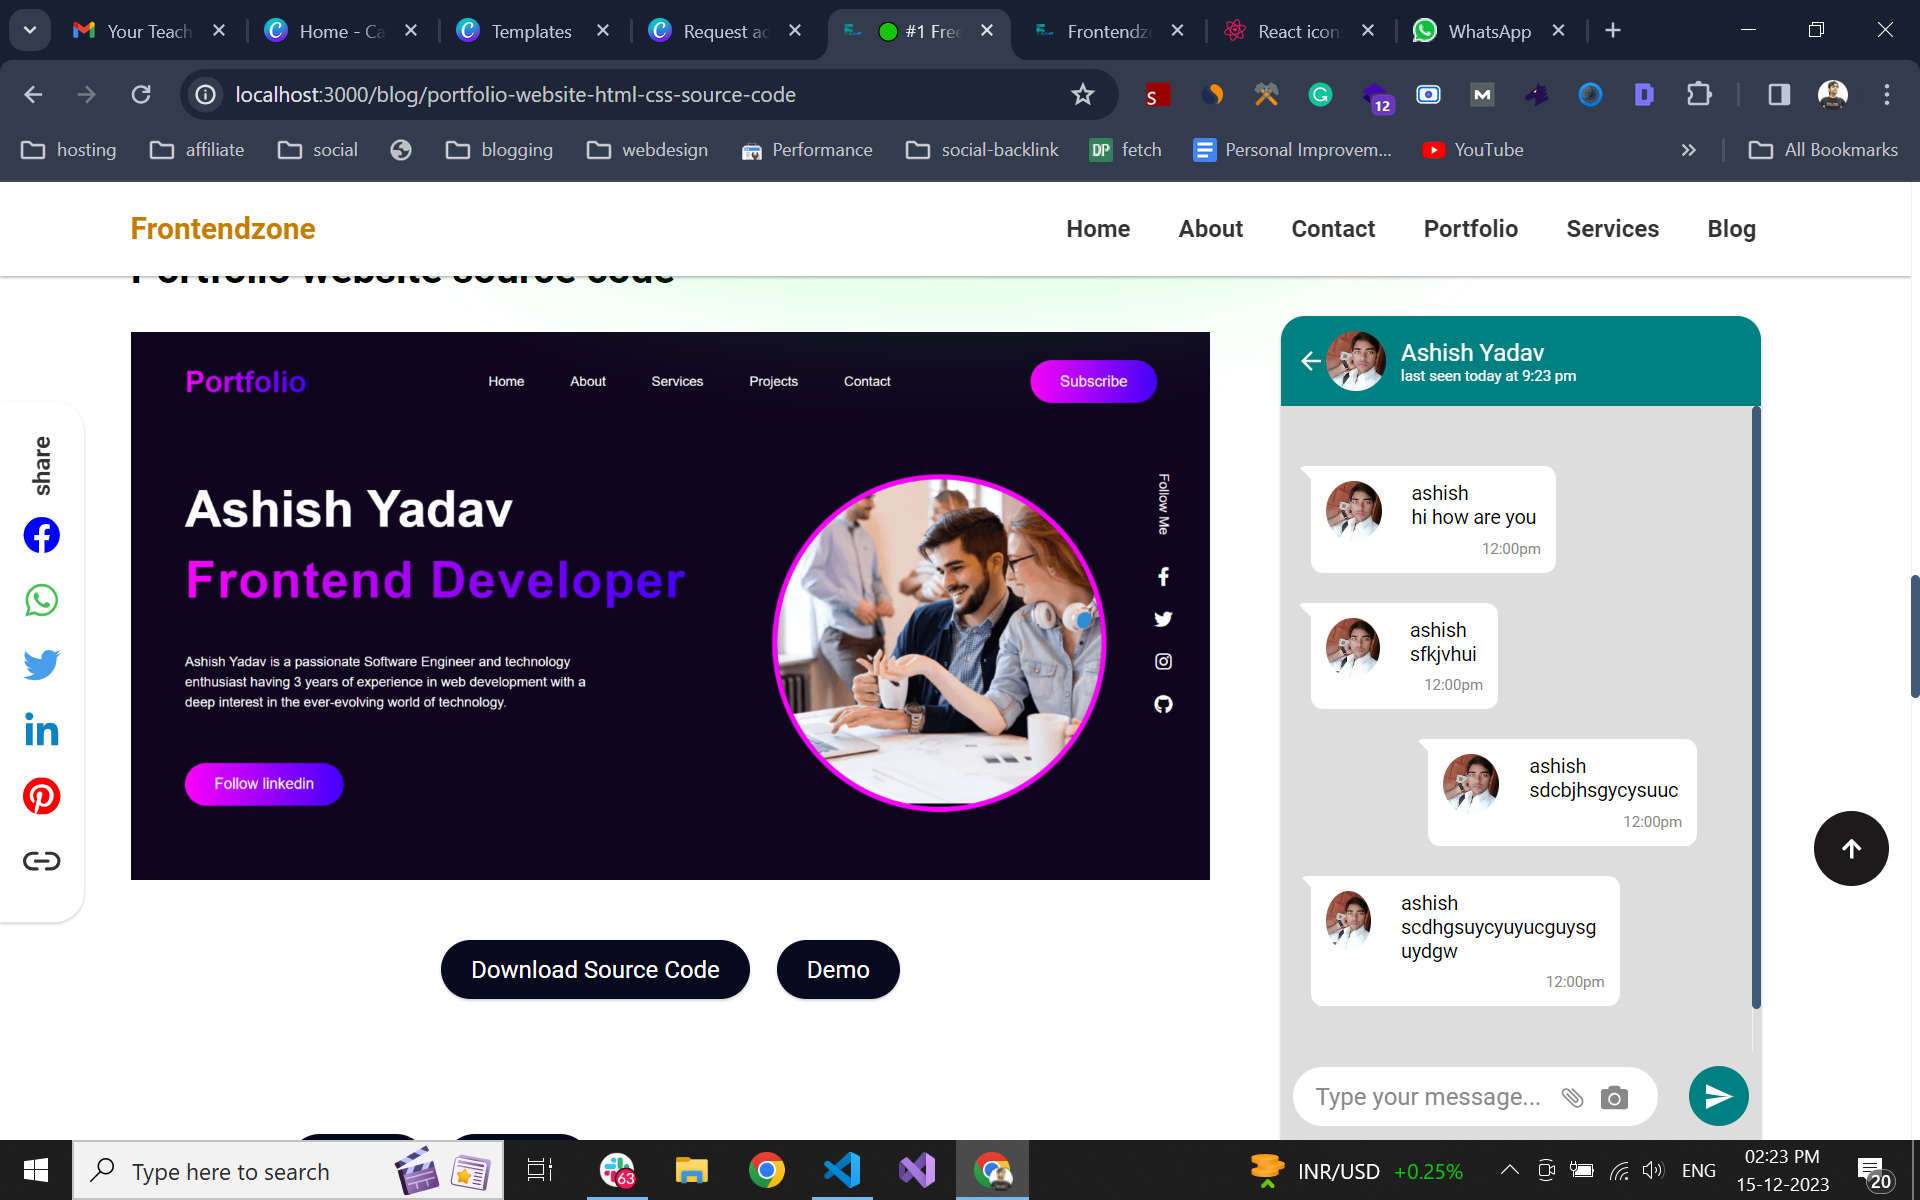 Your Teach
Home - Ca
Templates
Request ac
#1 Free
Frontendz
React icon
WhatsApp
localhost:3000/blog/portfolio-website-html-css-source-code
S
G
12
M
D
hosting
affiliate
social
blogging
webdesign
Performance
social-backlink
DP fetch
Personal Improvem...
YouTube
»
All Bookmarks
Frontendzone
Home
About
Contact
Portfolio
Services
Blog
Portfolio website source code
share
Portfolio
Home
About
Services
Projects
Contact
Subscribe
Ashish Yadav
Frontend Developer
Ashish Yadav is a passionate Software Engineer and technology
enthusiast having 3 years of experience in web development with a
deep interest in the ever-evolving world of technology.
Follow linkedin
Follow Me
Download Source Code
Demo
Ashish Yadav
last seen today at 9:23 pm
ashish
hi how are you
12:00pm
ashish
sfkjvhui
12:00pm
ashish
sdcbjhsgycysuuc
12:00pm
ashish
scdhgsuycyuyucguysg
uydgw
12:00pm
Type your message...
Type here to search
63
INR/USD +0.25%
ENG
02:23 PM
15-12-2023
20